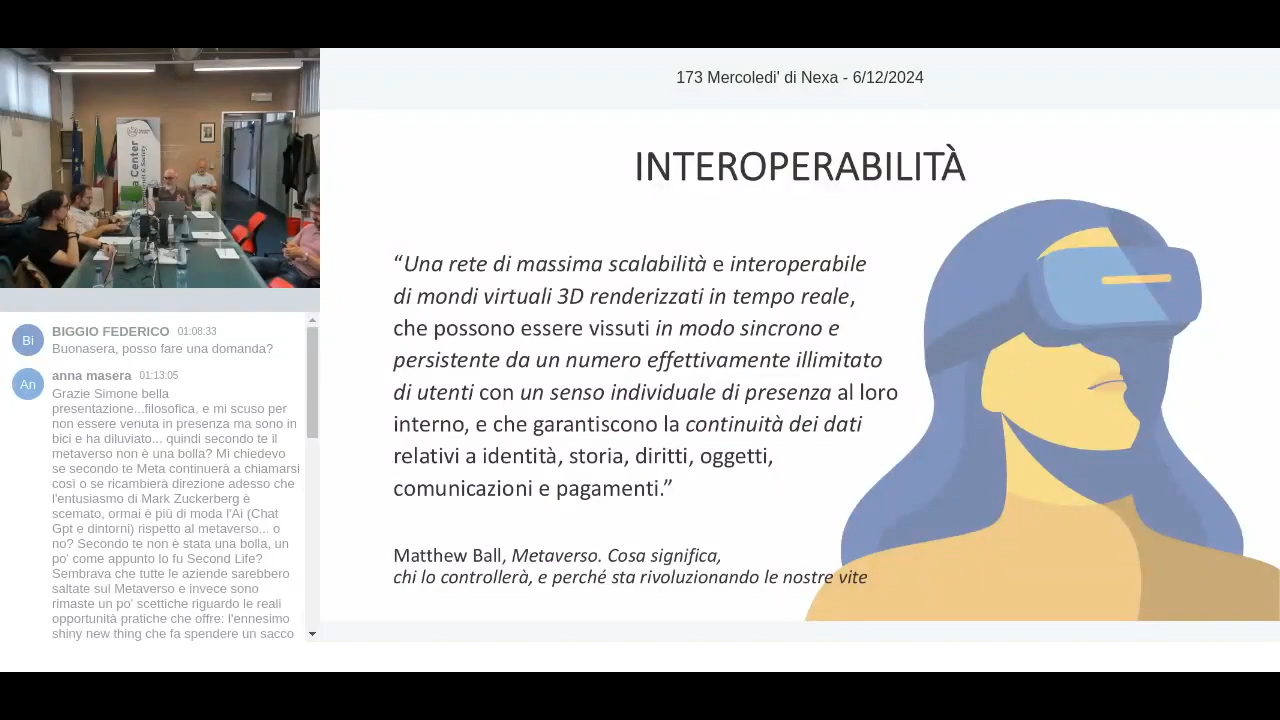 173 Mercoledi' di Nexa - 6/12/2024
INTEROPERABILITÀ
“Una rete di massima scalabilità e interoperabile
di mondi virtuali 3D renderizzati in tempo reale,
che possono essere vissuti in modo sincrono e
persistente da un numero effettivamente illimitato
di utenti con un senso individuale di presenza al loro
interno, e che garantiscono la continuità dei dati
relativi a identità, storia, diritti, oggetti,
comunicazioni e pagamenti.”
Matthew Ball, Metaverso. Cosa significa,
chi lo controllerà, e perché sta rivoluzionando le nostre vite
Center
Bi
BIGGIO FEDERICO 01:08:33
Buonasera, posso fare una domanda?
An
anna masera 01:13:05
Grazie Simone bella
presentazione...filosofica, e mi scuso per
non essere venuta in presenza ma sono in
bici e ha diluviato... quindi secondo te il
metaverso non è una bolla? Mi chiedevo
se secondo te Meta continuerà a chiamarsi
così o se ricambierà direzione adesso che
l'entusiasmo di Mark Zuckerberg è
scemato, ormai è più di moda l'Ai (Chat
Gpt e dintorni) rispetto al metaverso... o
no? Secondo te non è stata una bolla, un
po' come appunto lo fu Second Life?
Sembrava che tutte le aziende sarebbero
saltate sul Metaverso e invece sono
rimaste un po' scettiche riguardo le reali
opportunità pratiche che offre: l'ennesimo
shiny new thing che fa spendere un sacco